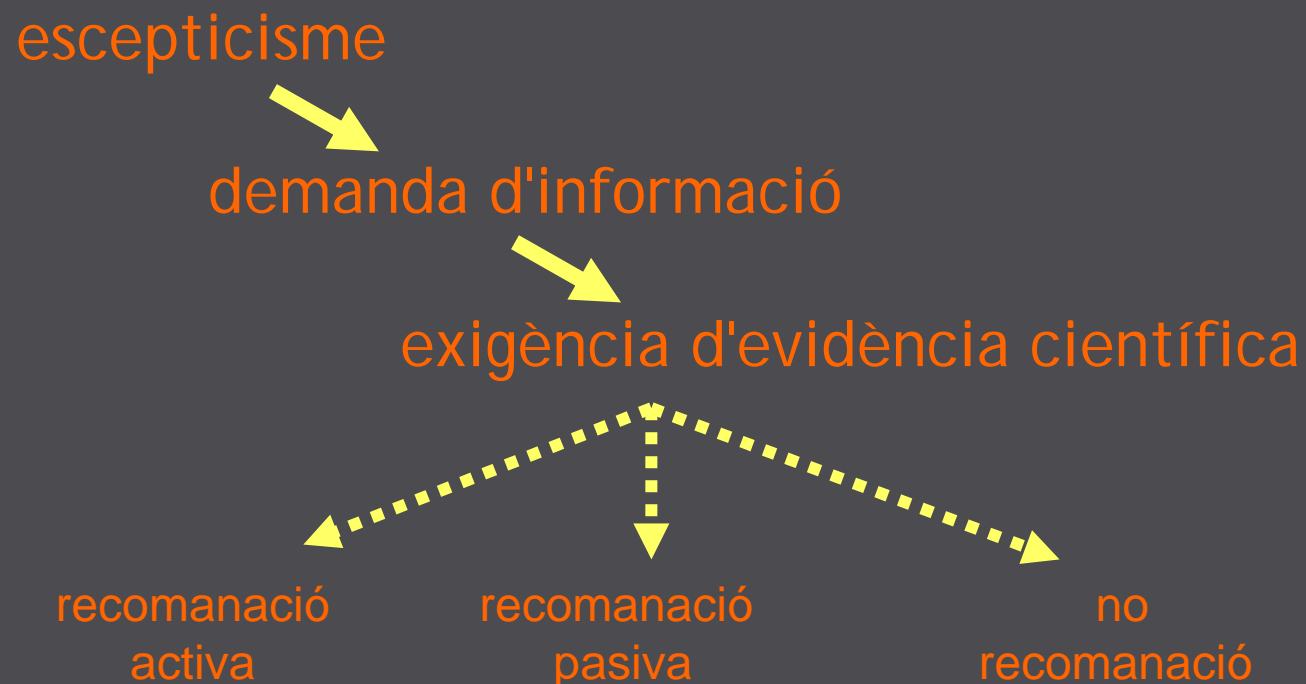 escepticisme
demanda d'informació
exigència d'evidència científica
recomanació
activa
recomanació
pasiva
no
recomanació